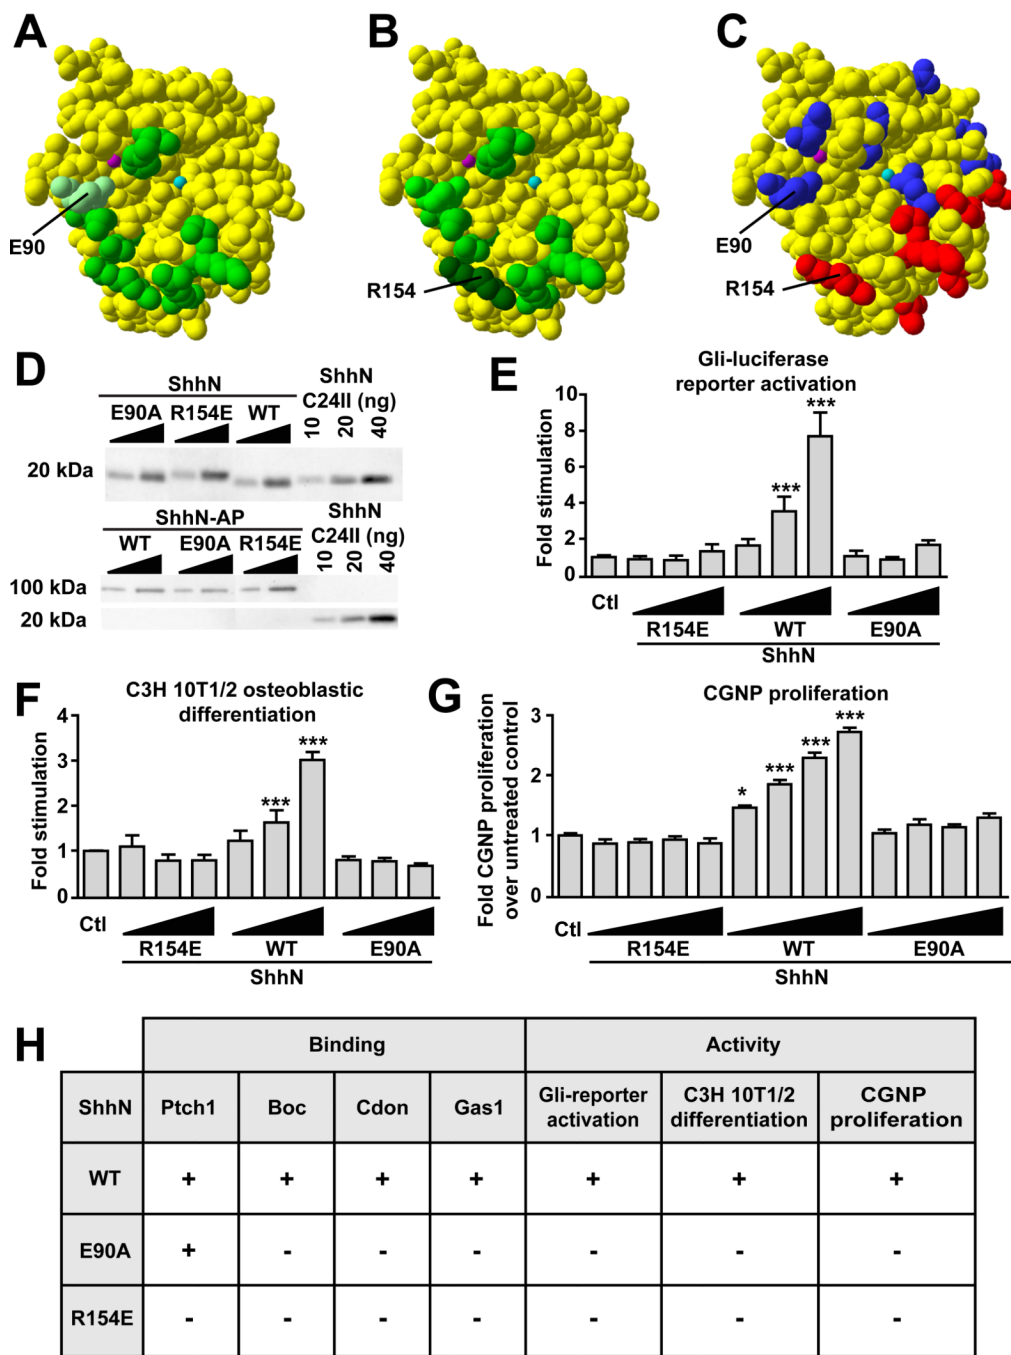 A
B
C
E90
R154
E90
R154
D
ShhN
E90A R154E WT
ShhN
C24II (ng)
10 20 40
20 kDa
ShhN-AP
WT E90A R154E
ShhN
C24II (ng)
10 20 40
100 kDa
20 kDa
E
Gli-luciferase
reporter activation
Fold stimulation
10
8
6
4
2
0
***
***
Ctl
R154E WT E90A
ShhN
F
C3H 10T1/2 osteoblastic
differentiation
Fold stimulation
4
3
2
1
0
***
***
Ctl
R154E WT E90A
ShhN
G
CGNP proliferation
Fold CGNP proliferation
over untreated control
3
2
1
0
*
***
***
***
Ctl
R154E WT E90A
ShhN
H
Binding Activity
ShhN Ptch1 Boc Cdon Gas1 Gli-reporter activation C3H 10T1/2 differentiation CGNP proliferation
WT + + + + + + +
E90A + - - - - - -
R154E - - - - - - -